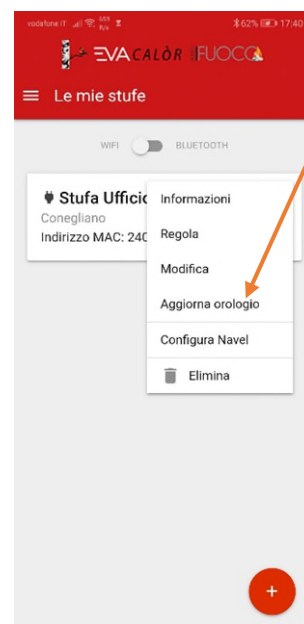 vodafone IT 659 B/s 62% 17:40
EVA CALÒR FUOCO
Le mie stufe
WIFI BLUETOOTH
Stufa Uffici
Conegliano
Indirizzo MAC: 240
Informazioni
Regola
Modifica
Aggiorna orologio
Configura Navel
Elimina
+